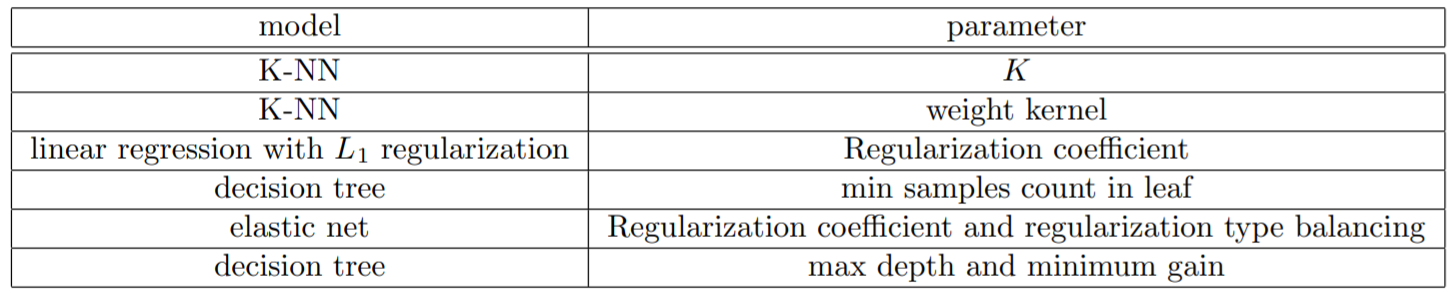 model parameter
K-NN K
K-NN weight kernel
linear regression with L₁ regularization Regularization coefficient
decision tree min samples count in leaf
elastic net Regularization coefficient and regularization type balancing
decision tree max depth and minimum gain